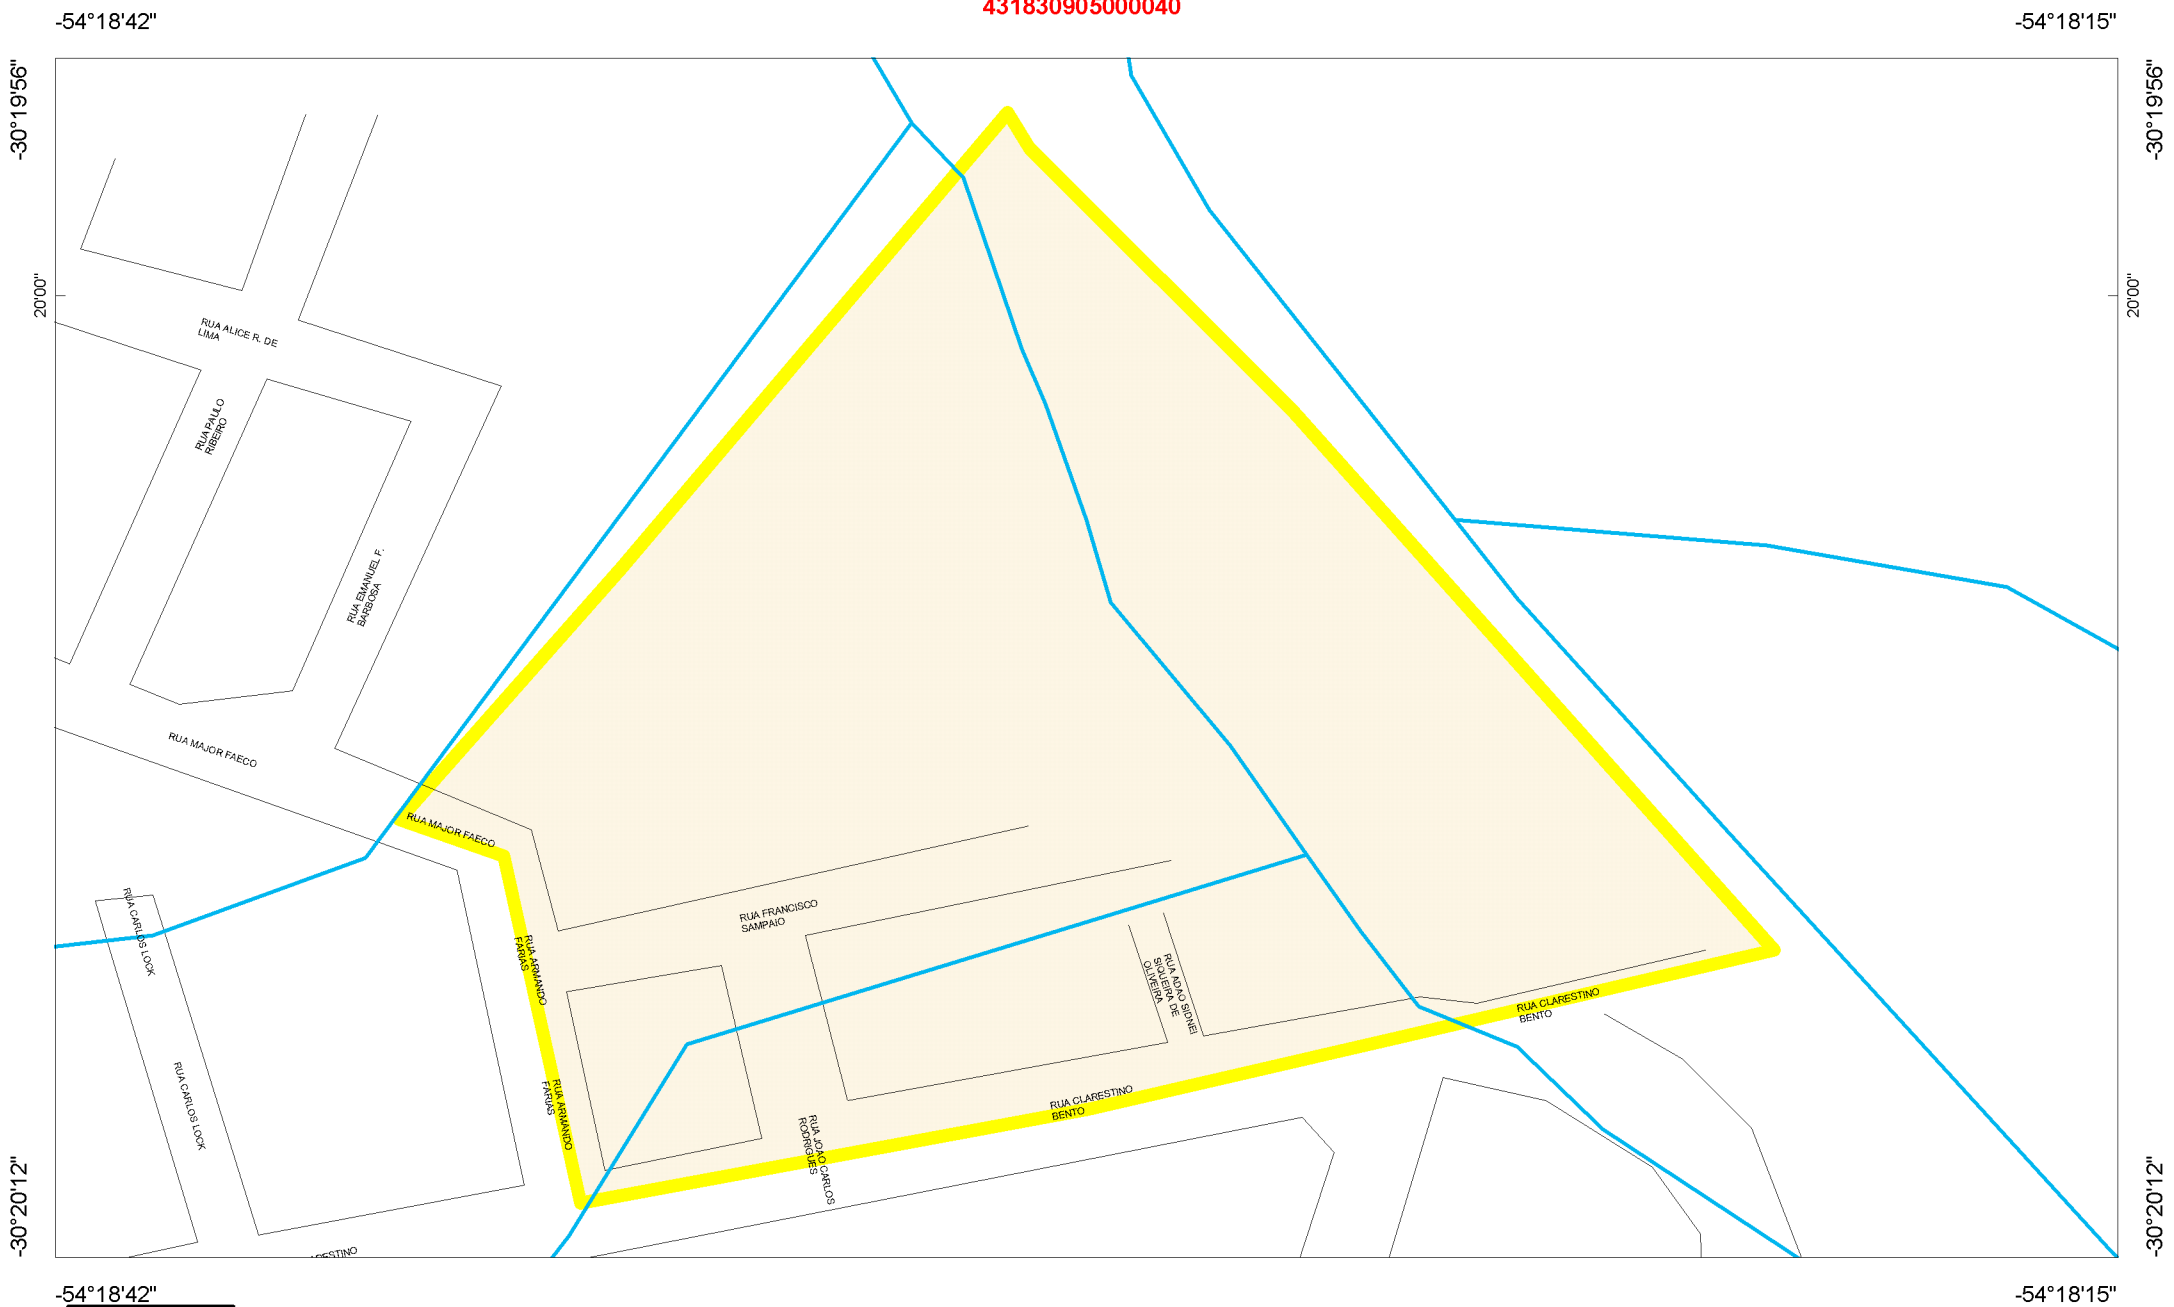 431830905000040
-54°18'42"
-54°18'15"
-30°19'56"
-30°19'56"
20'00"
20'00"
RUA ALICE R. DE
LIMA
RUA PAULO
RIBEIRO
RUA EMANUEL F.
BARBOSA
RUA MAJOR FAECO
RUA MAJOR FAECO
RUA CARLOS LOCK
RUA FRANCISCO
SAMPAIO
RUA ARMANDO
FARIAS
RUA ADAO SIDNEI
SIQUEIRA DE
OLIVEIRA
RUA CLARESTINO
BENTO
RUA CARLOS LOCK
RUA ARMANDO
FARIAS
RUA CLARESTINO
BENTO
RUA JOAO CARLOS
RODRIGUES
-30°20'12"
-30°20'12"
ARESTINO
-54°18'42"
-54°18'15"